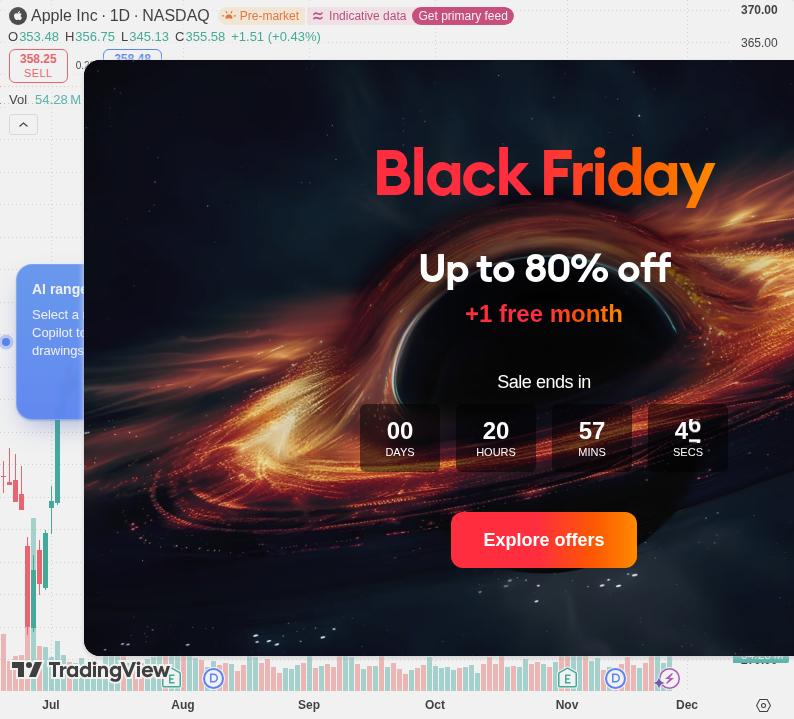 Apple Inc · 1D · NASDAQ Pre-market Indicative data Get primary feed
370.00
O353.48 H356.75 L345.13 C355.58 +1.51 (+0.43%)
365.00
358.25
SELL
358.48
Vol 54.28 M
Black Friday
Up to 80% off
+1 free month
AI range
Select a
Copilot to
drawings
Sale ends in
00
DAYS
20
HOURS
57
MINS
SECS
Explore offers
TradingView
E
D
E
D
Jul
Aug
Sep
Oct
Nov
Dec